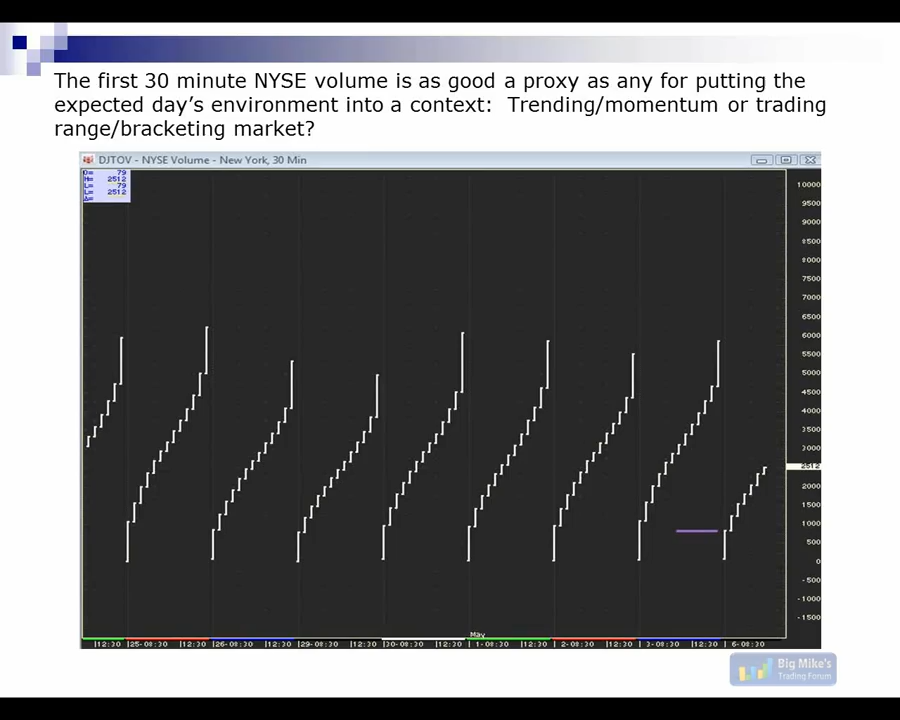 The first 30 minute NYSE volume is as good a proxy as any for putting the
expected day's environment into a context:  Trending/momentum or trading
range/bracketing market?
DJTOV - NYSE Volume - New York, 30 Min
O= 79
H= 2512
L= 79
L= 2512
Δ=
10000
9500
9000
8500
8000
7500
7000
6500
6000
5500
5000
4500
4000
3500
3000
2512
2000
1500
1000
500
0
-500
-1000
-1500
May
|12:30 |25-08:30 |12:30 |26-08:30 |12:30 |29-08:30 |12:30 |30-08:30 |12:30 | 1-08:30 |12:30 | 2-08:30 |12:30 | 3-08:30 |12:30 | 6-08:30
Big Mike's
Trading Forum